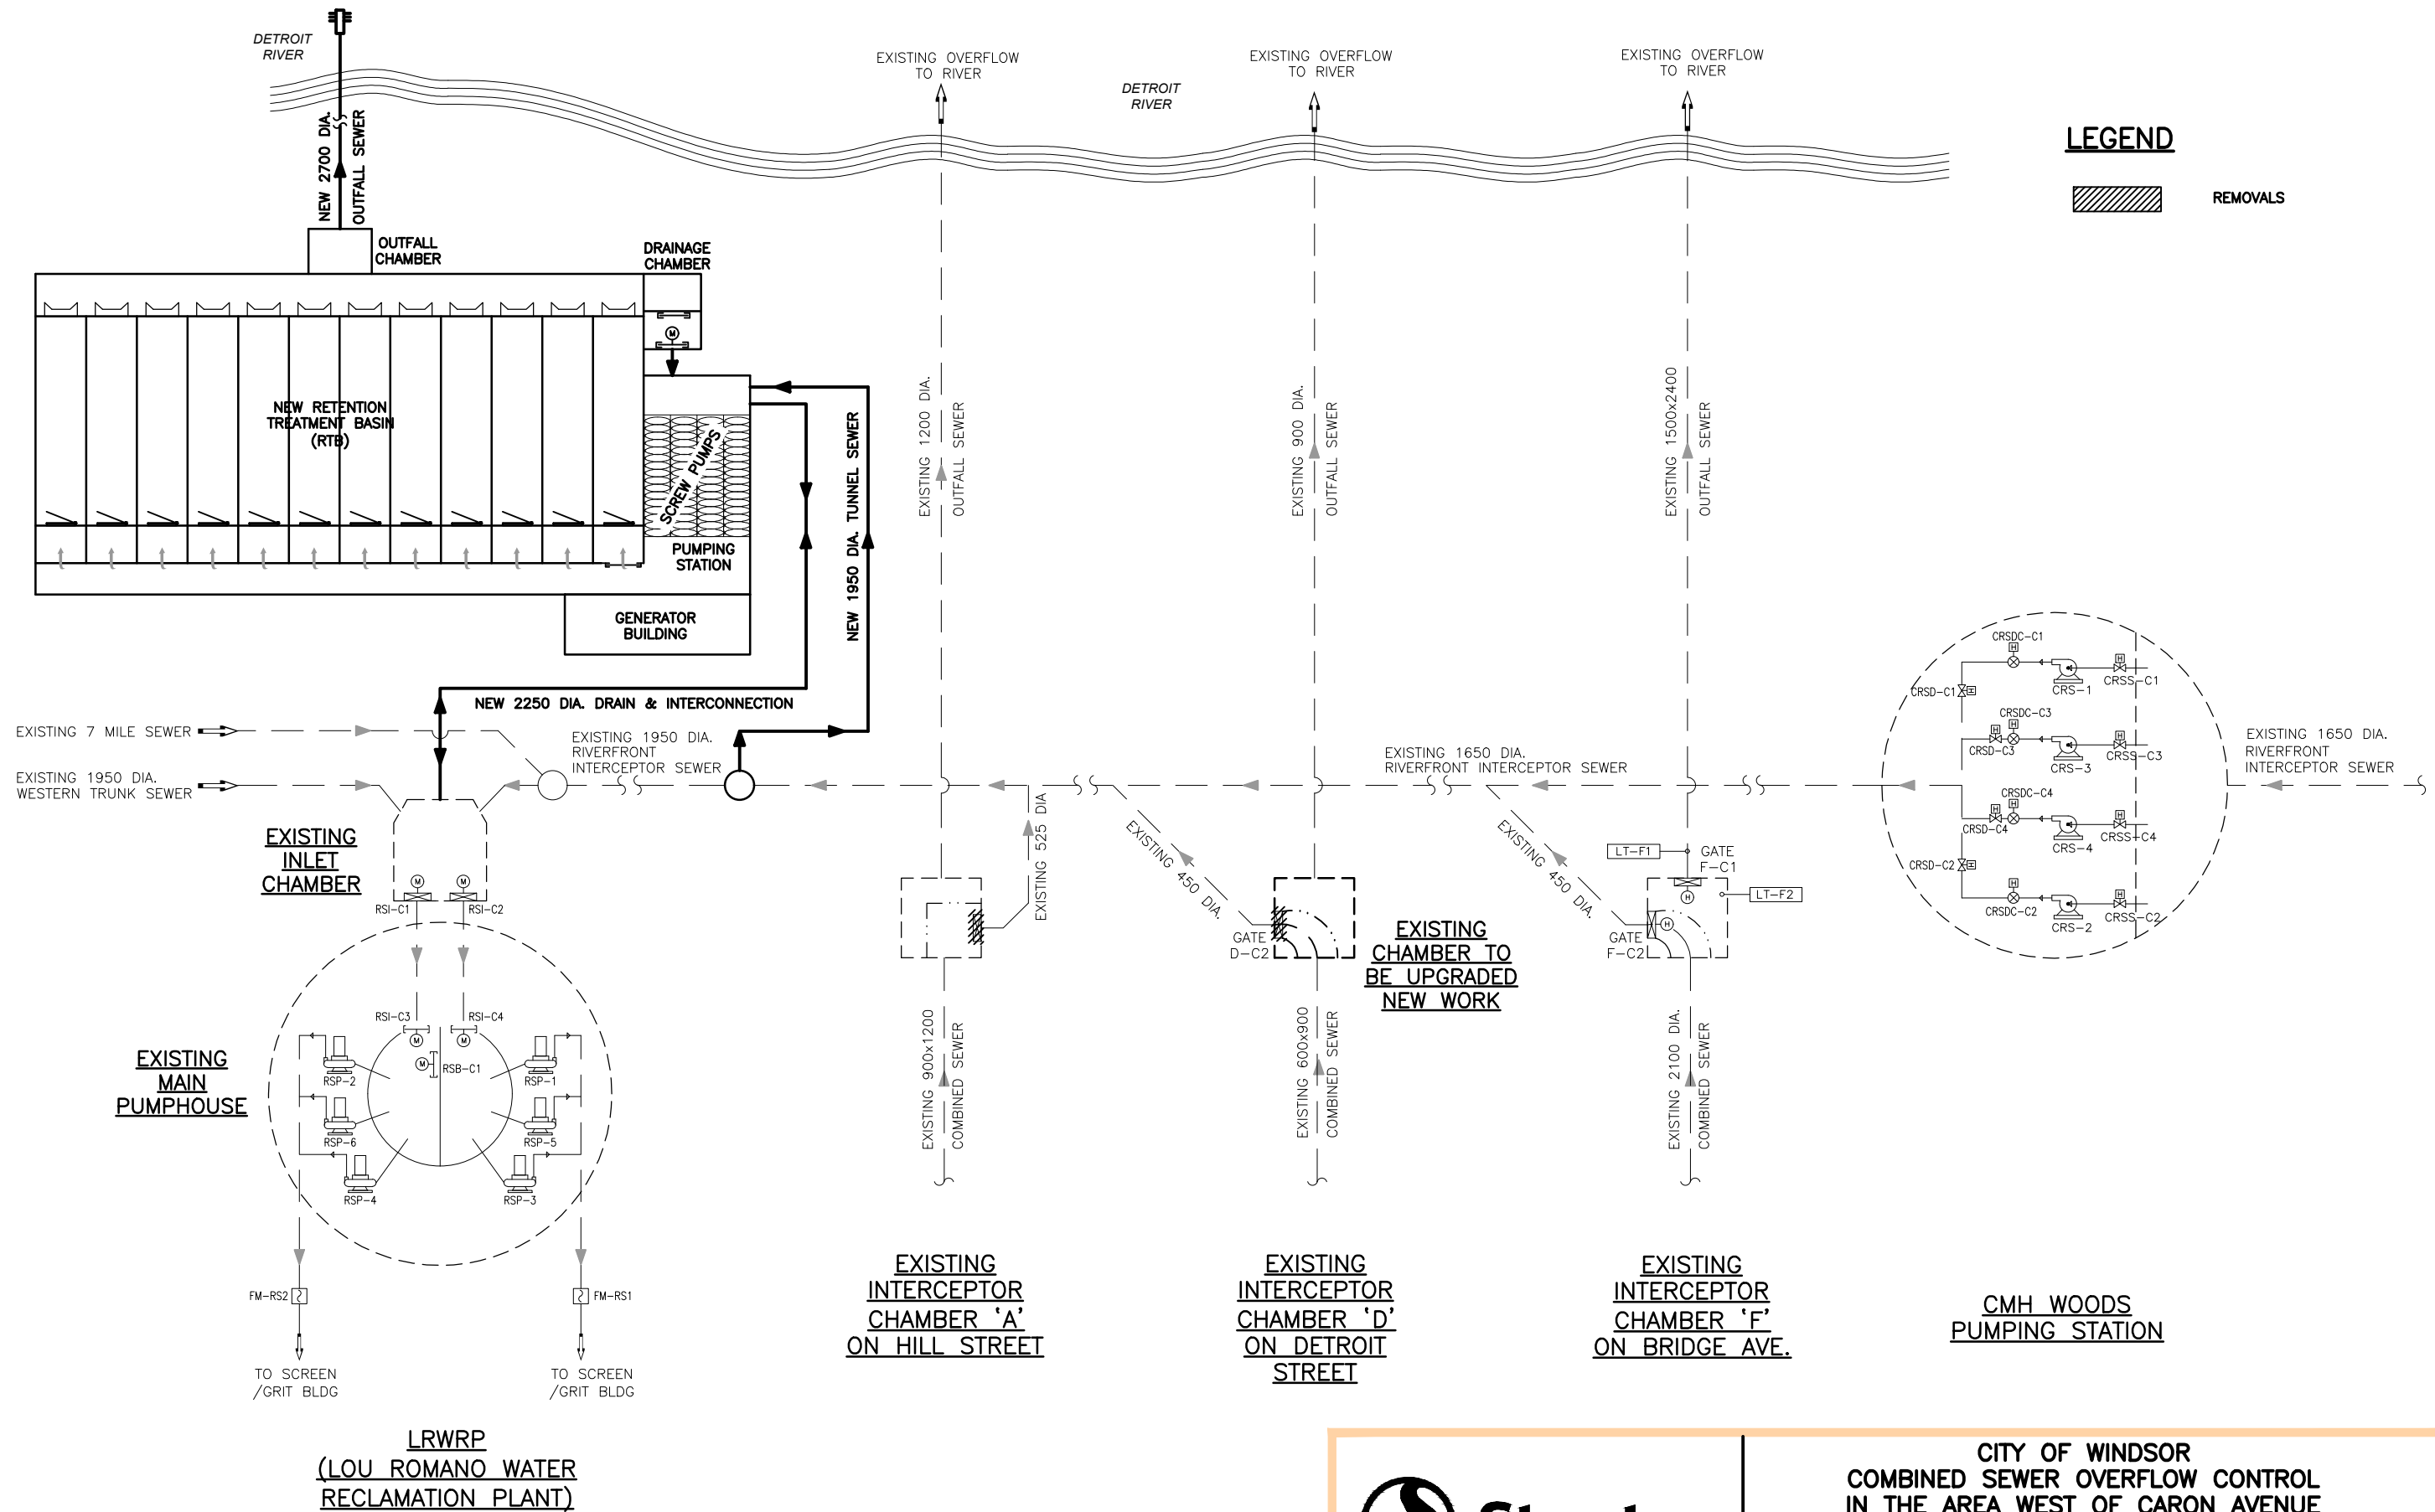 DETROIT
RIVER
EXISTING OVERFLOW
TO RIVER
DETROIT
RIVER
EXISTING OVERFLOW
TO RIVER
EXISTING OVERFLOW
TO RIVER
LEGEND
REMOVALS
NEW 2700 DIA.
OUTFALL SEWER
OUTFALL
CHAMBER
DRAINAGE
CHAMBER
M
NEW RETENTION
TREATMENT BASIN
(RTB)
SCREW PUMPS
PUMPING
STATION
GENERATOR
BUILDING
NEW 1950 DIA. TUNNEL SEWER
EXISTING 1200 DIA.
OUTFALL SEWER
EXISTING 900 DIA.
OUTFALL SEWER
EXISTING 1500x2400
OUTFALL SEWER
NEW 2250 DIA. DRAIN & INTERCONNECTION
EXISTING 7 MILE SEWER
EXISTING 1950 DIA.
WESTERN TRUNK SEWER
EXISTING 1950 DIA.
RIVERFRONT
INTERCEPTOR SEWER
EXISTING 1650 DIA.
RIVERFRONT INTERCEPTOR SEWER
EXISTING 1650 DIA.
RIVERFRONT
INTERCEPTOR SEWER
CRSDC-C1
H
H
CRSD-C1
H
CRS-1
CRSS-C1
CRSDC-C3
H
H
H
CRSD-C3
CRS-3
CRSS-C3
CRSDC-C4
H
H
H
CRSD-C4
CRS-4
CRSS-C4
CRSD-C2
H
H
H
CRSDC-C2
CRS-2
CRSS-C2
EXISTING
INLET
CHAMBER
M
M
RSI-C1
RSI-C2
EXISTING 525 DIA
EXISTING 450 DIA.
GATE
D-C2
EXISTING
CHAMBER TO
BE UPGRADED
NEW WORK
EXISTING 450 DIA.
LT-F1
GATE
F-C1
H
LT-F2
H
GATE
F-C2
EXISTING
MAIN
PUMPHOUSE
RSI-C3
RSI-C4
M
M
M
RSB-C1
RSP-2
RSP-1
RSP-6
RSP-5
RSP-4
RSP-3
EXISTING 900x1200
COMBINED SEWER
EXISTING 600x900
COMBINED SEWER
EXISTING 2100 DIA.
COMBINED SEWER
FM-RS2
FM-RS1
TO SCREEN
/GRIT BLDG
TO SCREEN
/GRIT BLDG
EXISTING
INTERCEPTOR
CHAMBER 'A'
ON HILL STREET
EXISTING
INTERCEPTOR
CHAMBER 'D'
ON DETROIT
STREET
EXISTING
INTERCEPTOR
CHAMBER 'F'
ON BRIDGE AVE.
CMH WOODS
PUMPING STATION
LRWRP
(LOU ROMANO WATER
RECLAMATION PLANT)
CITY OF WINDSOR
COMBINED SEWER OVERFLOW CONTROL
IN THE AREA WEST OF CARON AVENUE